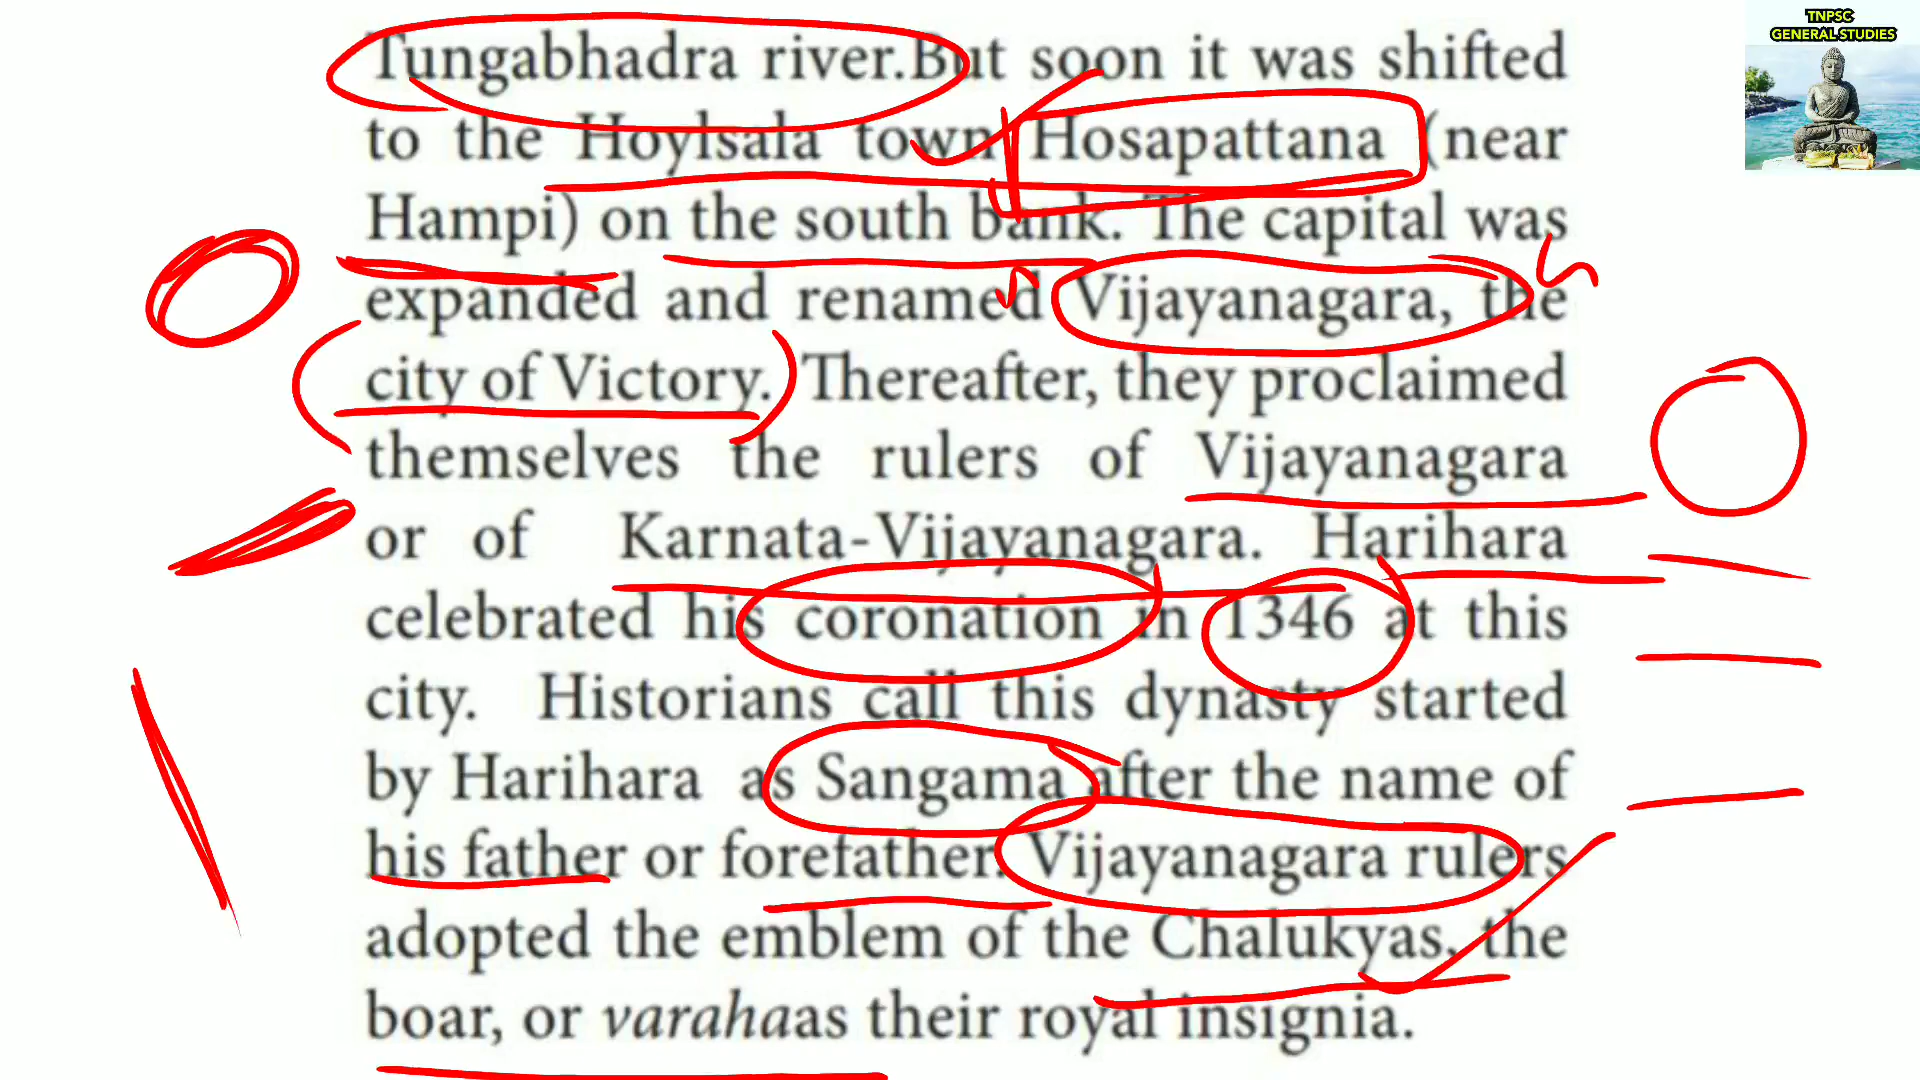 TNPSC
GENERAL STUDIES
Tungabhadra river.But soon it was shifted
to the Hoylsala town Hosapattana (near
Hampi) on the south bank. The capital was
expanded and renamed Vijayanagara, the
city of Victory. Thereafter, they proclaimed
themselves the rulers of Vijayanagara
or of Karnata-Vijayanagara. Harihara
celebrated his coronation in 1346 at this
city. Historians call this dynasty started
by Harihara as Sangama after the name of
his father or forefather. Vijayanagara rulers
adopted the emblem of the Chalukyas, the
boar, or varahaas their royal insignia.